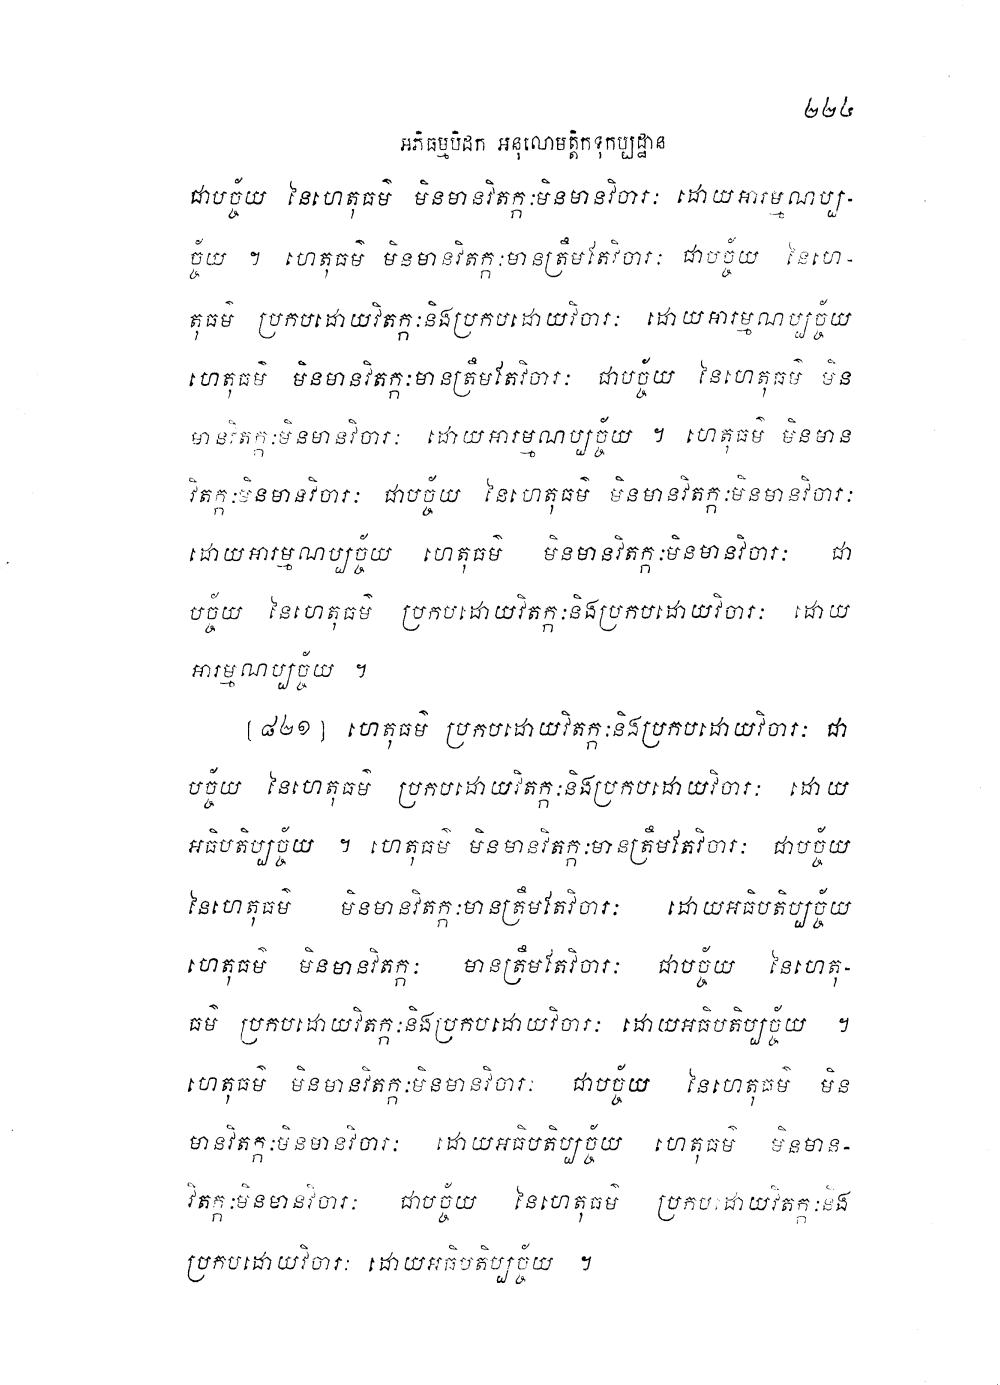 ២២៤
អភិធម្មបិដក អនុលោមត្តិកទុកប្បដ្ឋាន
ជាបច្ច័យ នៃហេតុធម៌ មិនមានវិតក្កៈមិនមានវិចារៈ ដោយអារម្មណប្ប-
ច្ច័យ ។ ហេតុធម៌ មិនមានវិតក្កៈមានត្រឹមតែវិចារៈ ជាបច្ច័យ នៃហេ-
តុធម៌ ប្រកបដោយវិតក្កៈនិងប្រកបដោយវិចារៈ ដោយអារម្មណប្បច្ច័យ
ហេតុធម៌ មិនមានវិតក្កៈមានត្រឹមតែវិចារៈ ជាបច្ច័យ នៃហេតុធម៌ មិន
មានវិតក្កៈមិនមានវិចារៈ ដោយអារម្មណប្បច្ច័យ ។ ហេតុធម៌ មិនមាន
វិតក្កៈមិនមានវិចារៈ ជាបច្ច័យ នៃហេតុធម៌ មិនមានវិតក្កៈមិនមានវិចារៈ
ដោយអារម្មណប្បច្ច័យ ហេតុធម៌ មិនមានវិតក្កៈមិនមានវិចារៈ ជា
បច្ច័យ នៃហេតុធម៌ ប្រកបដោយវិតក្កៈនិងប្រកបដោយវិចារៈ ដោយ
អារម្មណប្បច្ច័យ ។
[៨២១] ហេតុធម៌ ប្រកបដោយវិតក្កៈនិងប្រកបដោយវិចារៈ ជា
បច្ច័យ នៃហេតុធម៌ ប្រកបដោយវិតក្កៈនិងប្រកបដោយវិចារៈ ដោយ
អធិបតិប្បច្ច័យ ។ ហេតុធម៌ មិនមានវិតក្កៈមានត្រឹមតែវិចារៈ ជាបច្ច័យ
នៃហេតុធម៌ មិនមានវិតក្កៈមានត្រឹមតែវិចារៈ ដោយអធិបតិប្បច្ច័យ
ហេតុធម៌ មិនមានវិតក្កៈ មានត្រឹមតែវិចារៈ ជាបច្ច័យ នៃហេតុ-
ធម៌ ប្រកបដោយវិតក្កៈនិងប្រកបដោយវិចារៈ ដោយអធិបតិប្បច្ច័យ ។
ហេតុធម៌ មិនមានវិតក្កៈមិនមានវិចារៈ ជាបច្ច័យ នៃហេតុធម៌ មិន
មានវិតក្កៈមិនមានវិចារៈ ដោយអធិបតិប្បច្ច័យ ហេតុធម៌ មិនមាន-
វិតក្កៈមិនមានវិចារៈ ជាបច្ច័យ នៃហេតុធម៌ ប្រកបដោយវិតក្កៈនិង
ប្រកបដោយវិចារៈ ដោយអធិបតិប្បច្ច័យ ។